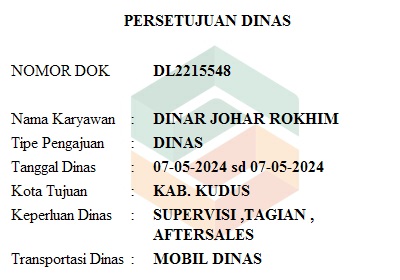 PERSETUJUAN DINAS
NOMOR DOK DL2215548
Nama Karyawan : DINAR JOHAR ROKHIM
Tipe Pengajuan : DINAS
Tanggal Dinas : 07-05-2024 sd 07-05-2024
Kota Tujuan : KAB. KUDUS
Keperluan Dinas : SUPERVISI ,TAGIAN ,
AFTERSALES
Transportasi Dinas : MOBIL DINAS